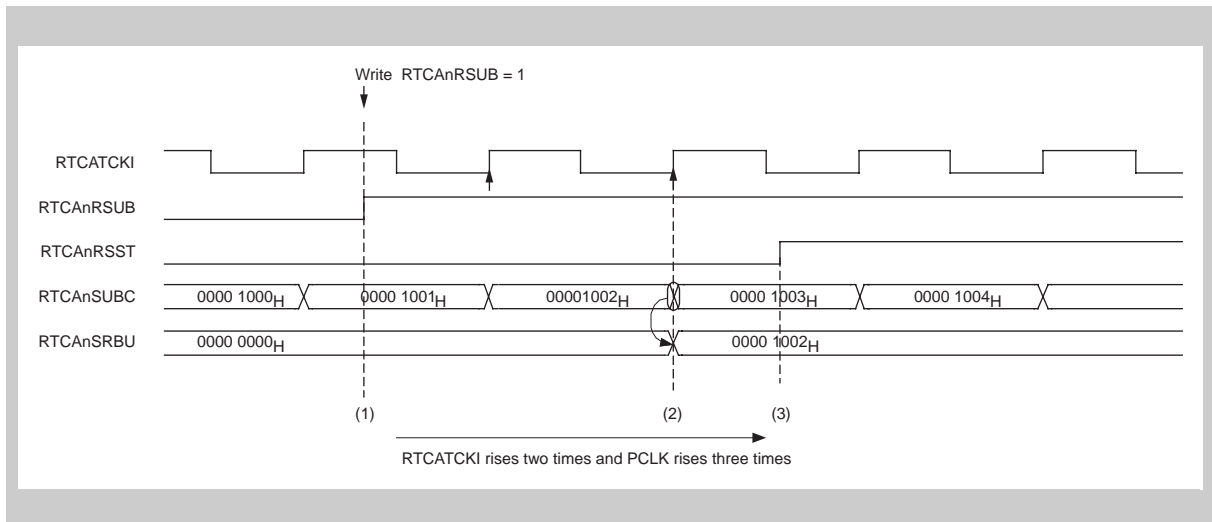 Write RTCAnRSUB = 1
RTCATCKI
RTCAnRSUB
RTCAnRSST
RTCAnSUBC 0000 1000H 0000 1001H 00001002H 0000 1003H 0000 1004H
RTCAnSRBU 0000 0000H 0000 1002H
(1) (2) (3)
RTCATCKI rises two times and PCLK rises three times